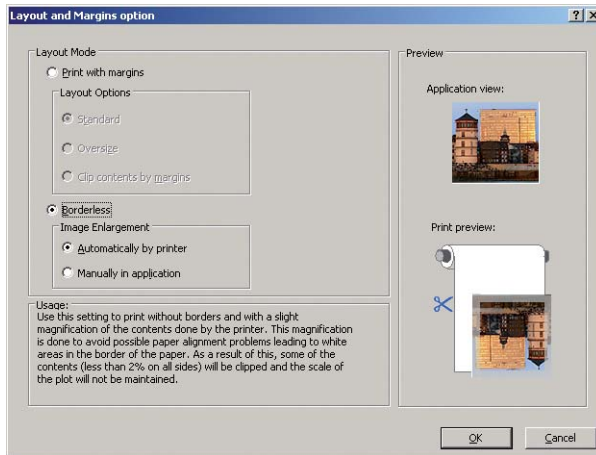 Layout and Margins option
Layout Mode
Print with margins
Layout Options
Standard
Oversize
Clip contents by margins
Borderless
Image Enlargement
Automatically by printer
Manually in application
Usage:
Use this setting to print without borders and with a slight
magnification of the contents done by the printer. This magnification
is done to avoid possible paper alignment problems leading to white
areas in the border of the paper. As a result of this, some of the
contents (less than 2% on all sides) will be clipped and the scale of
the plot will not be maintained.
Preview
Application view:
Print preview:
OK
Cancel